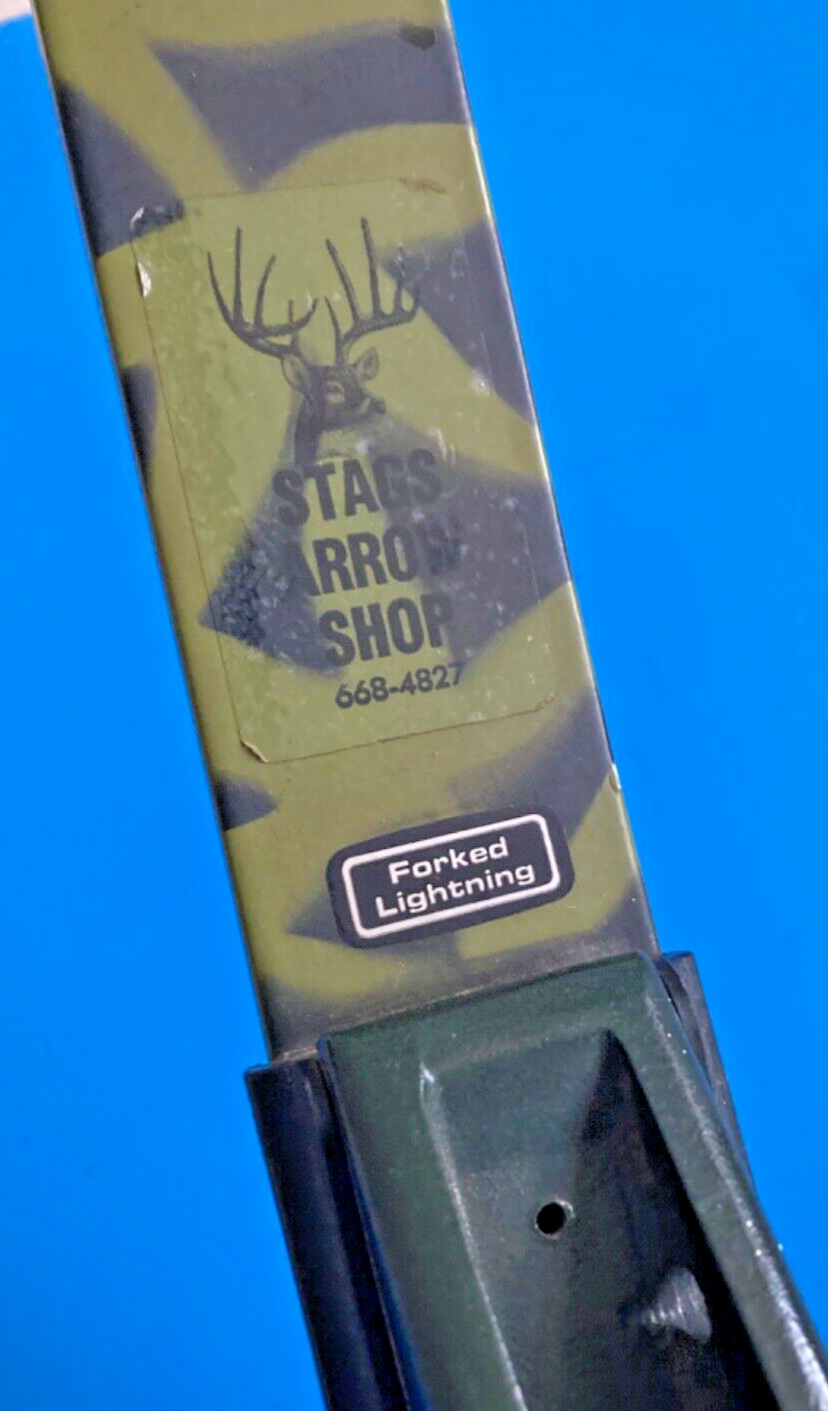 STAGS
ARROW
SHOP
668-4827
Forked
Lightning